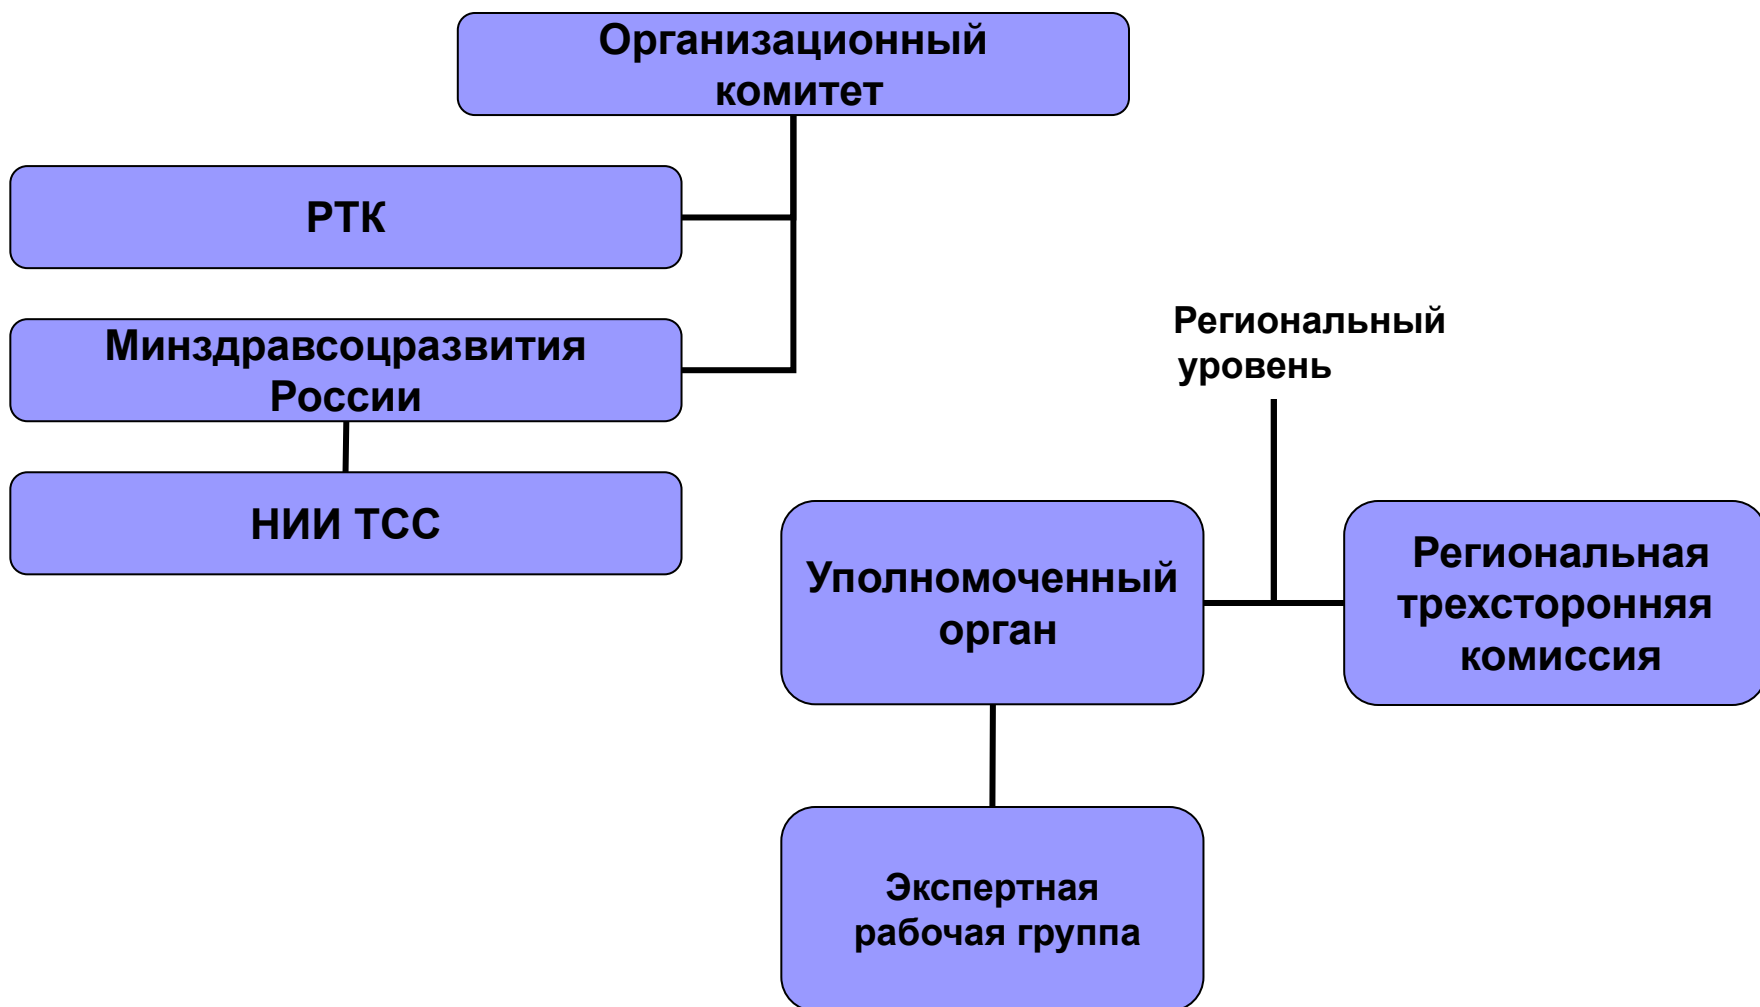 Организационный
комитет
РТК
Минздравсоцразвития
России
НИИ ТСС
Региональный
уровень
Уполномоченный
орган
Региональная
трехсторонняя
комиссия
Экспертная
рабочая группа